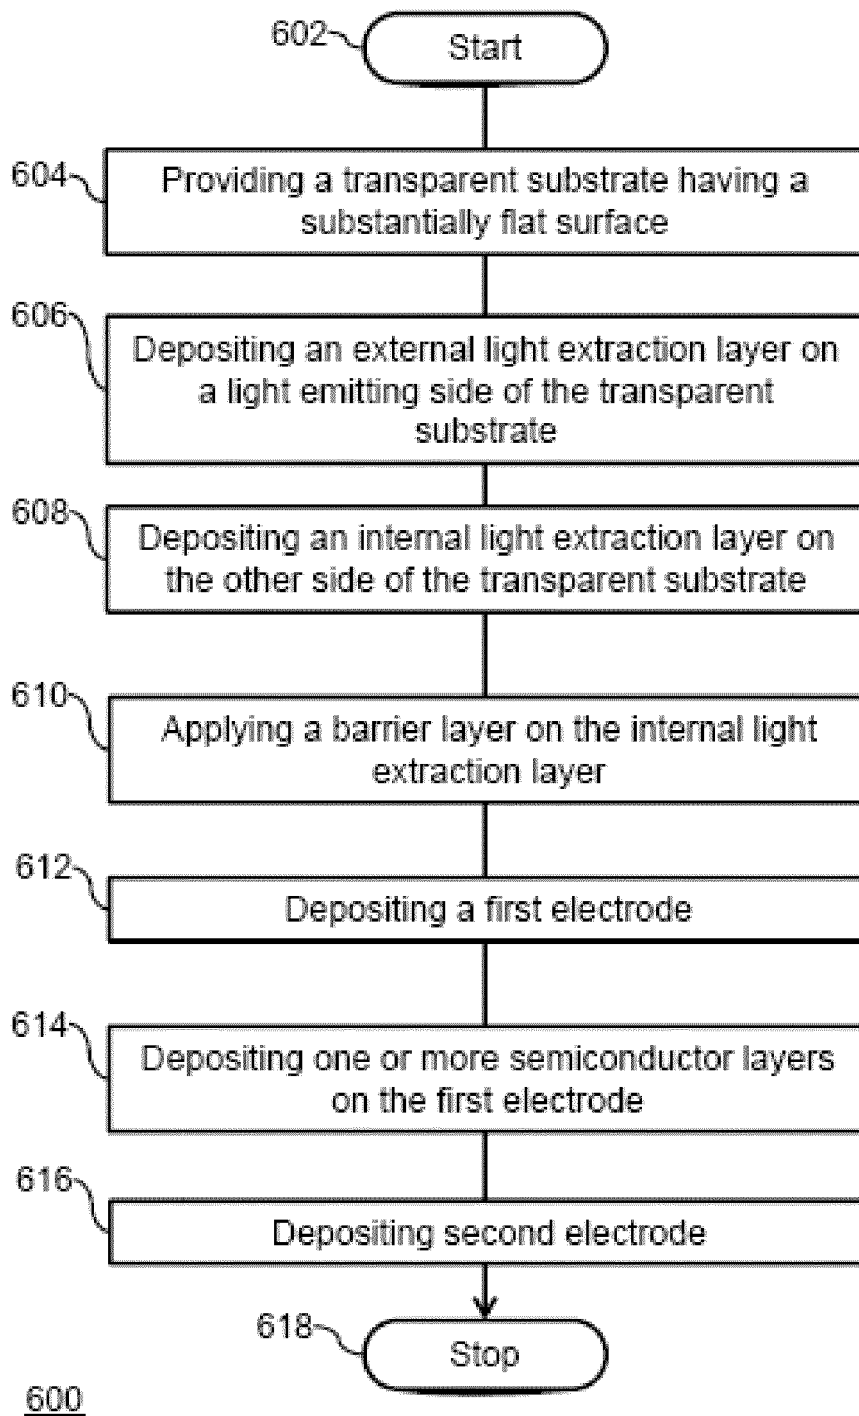 602
Start
604
Providing a transparent substrate having a
substantially flat surface
606
Depositing an external light extraction layer on
a light emitting side of the transparent
substrate
608
Depositing an internal light extraction layer on
the other side of the transparent substrate
610
Applying a barrier layer on the internal light
extraction layer
612
Depositing a first electrode
614
Depositing one or more semiconductor layers
on the first electrode
616
Depositing second electrode
618
Stop
600